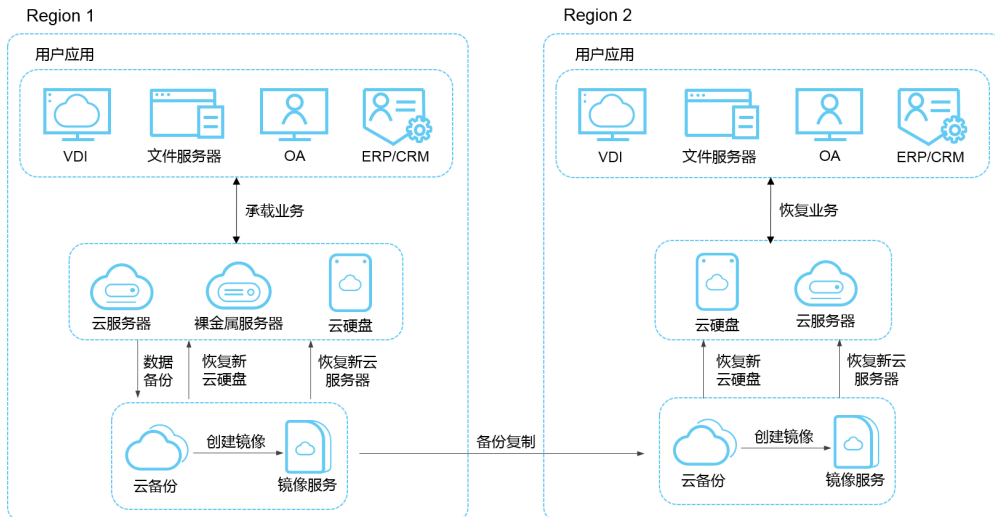 Region 1
用户应用
VDI
文件服务器
OA
ERP/CRM
承载业务
云服务器
裸金属服务器
云硬盘
数据
备份
恢复新
云硬盘
恢复新云
服务器
创建镜像
云备份
镜像服务
备份复制
Region 2
用户应用
VDI
文件服务器
OA
ERP/CRM
恢复业务
云硬盘
云服务器
恢复新
云硬盘
恢复新云
服务器
创建镜像
云备份
镜像服务